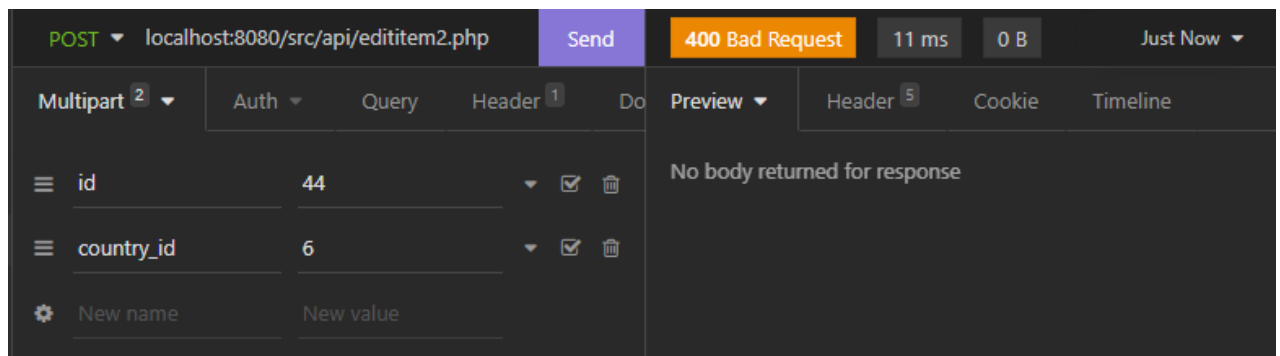 POST localhost:8080/src/api/edititem2.php Send 400 Bad Request 11 ms 0 B Just Now
Multipart 2 Auth Query Header 1 Do Preview Header 5 Cookie Timeline
id 44
No body returned for response
country_id 6
New name New value